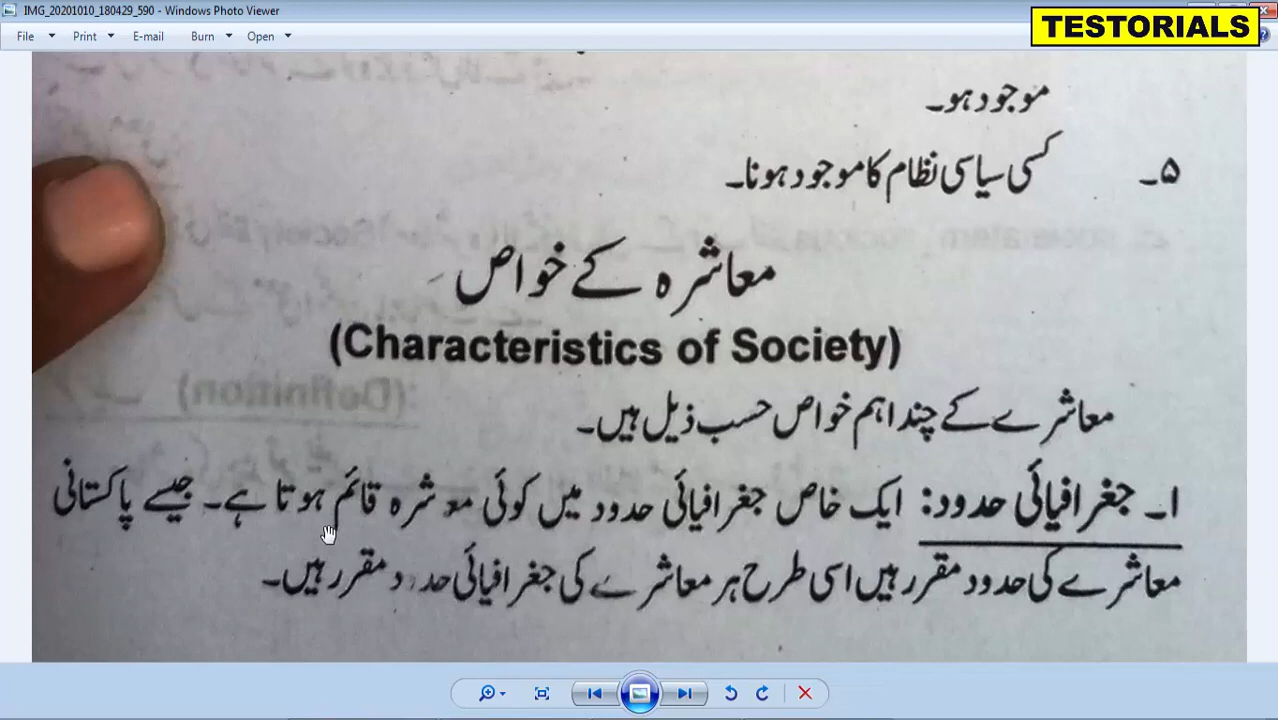 IMG_20201010_180429_590 - Windows Photo Viewer
TESTORIALS
File Print E-mail Burn Open
موجود ہو۔
۵۔ کسی سیاسی نظام کا موجود ہونا۔
معاشرہ کے خواص
(Characteristics of Society)
معاشرے کے چند اہم خواص حسب ذیل ہیں۔
۱۔ جغرافیائی حدود: ایک خاص جغرافیائی حدود میں کوئی معاشرہ قائم ہوتا ہے۔ جیسے پاکستانی
معاشرے کی حدود مقرر ہیں اسی طرح ہر معاشرے کی جغرافیائی حدود مقرر ہیں۔